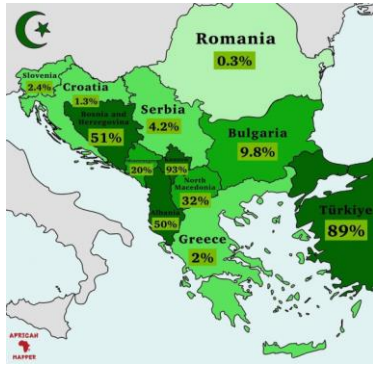 Romania
0.3%
Slovenia
2.4%
Croatia
1.3%
Bosnia and
Herzegovina
51%
Serbia
4.2%
Bulgaria
9.8%
20%
Kosovo
93%
North
Macedonia
32%
Albania
50%
Türkiye
89%
Greece
2%
AFRICAN
MAPPER